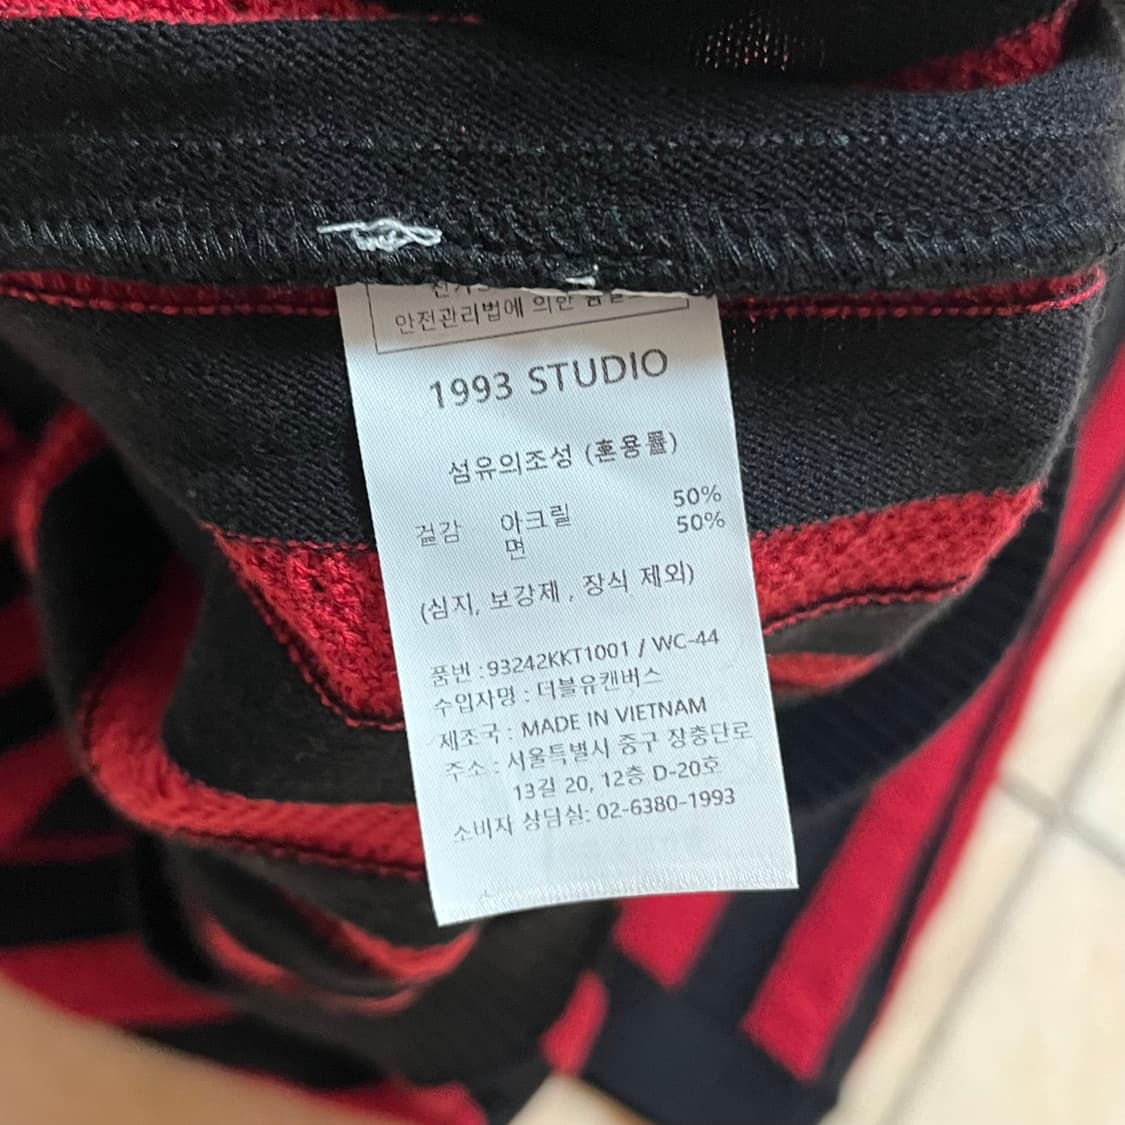 안전관리법에 의한
1993 STUDIO
섬유의조성 (혼용률)
겉감 아크릴 50%
면 50%
(심지, 보강제, 장식 제외)
품번 : 93242KKT1001 / WC-44
수입자명 : 더블유캔버스
제조국 : MADE IN VIETNAM
주소 : 서울특별시 중구 장충단로
13길 20, 12층 D-20호
소비자 상담실: 02-6380-1993